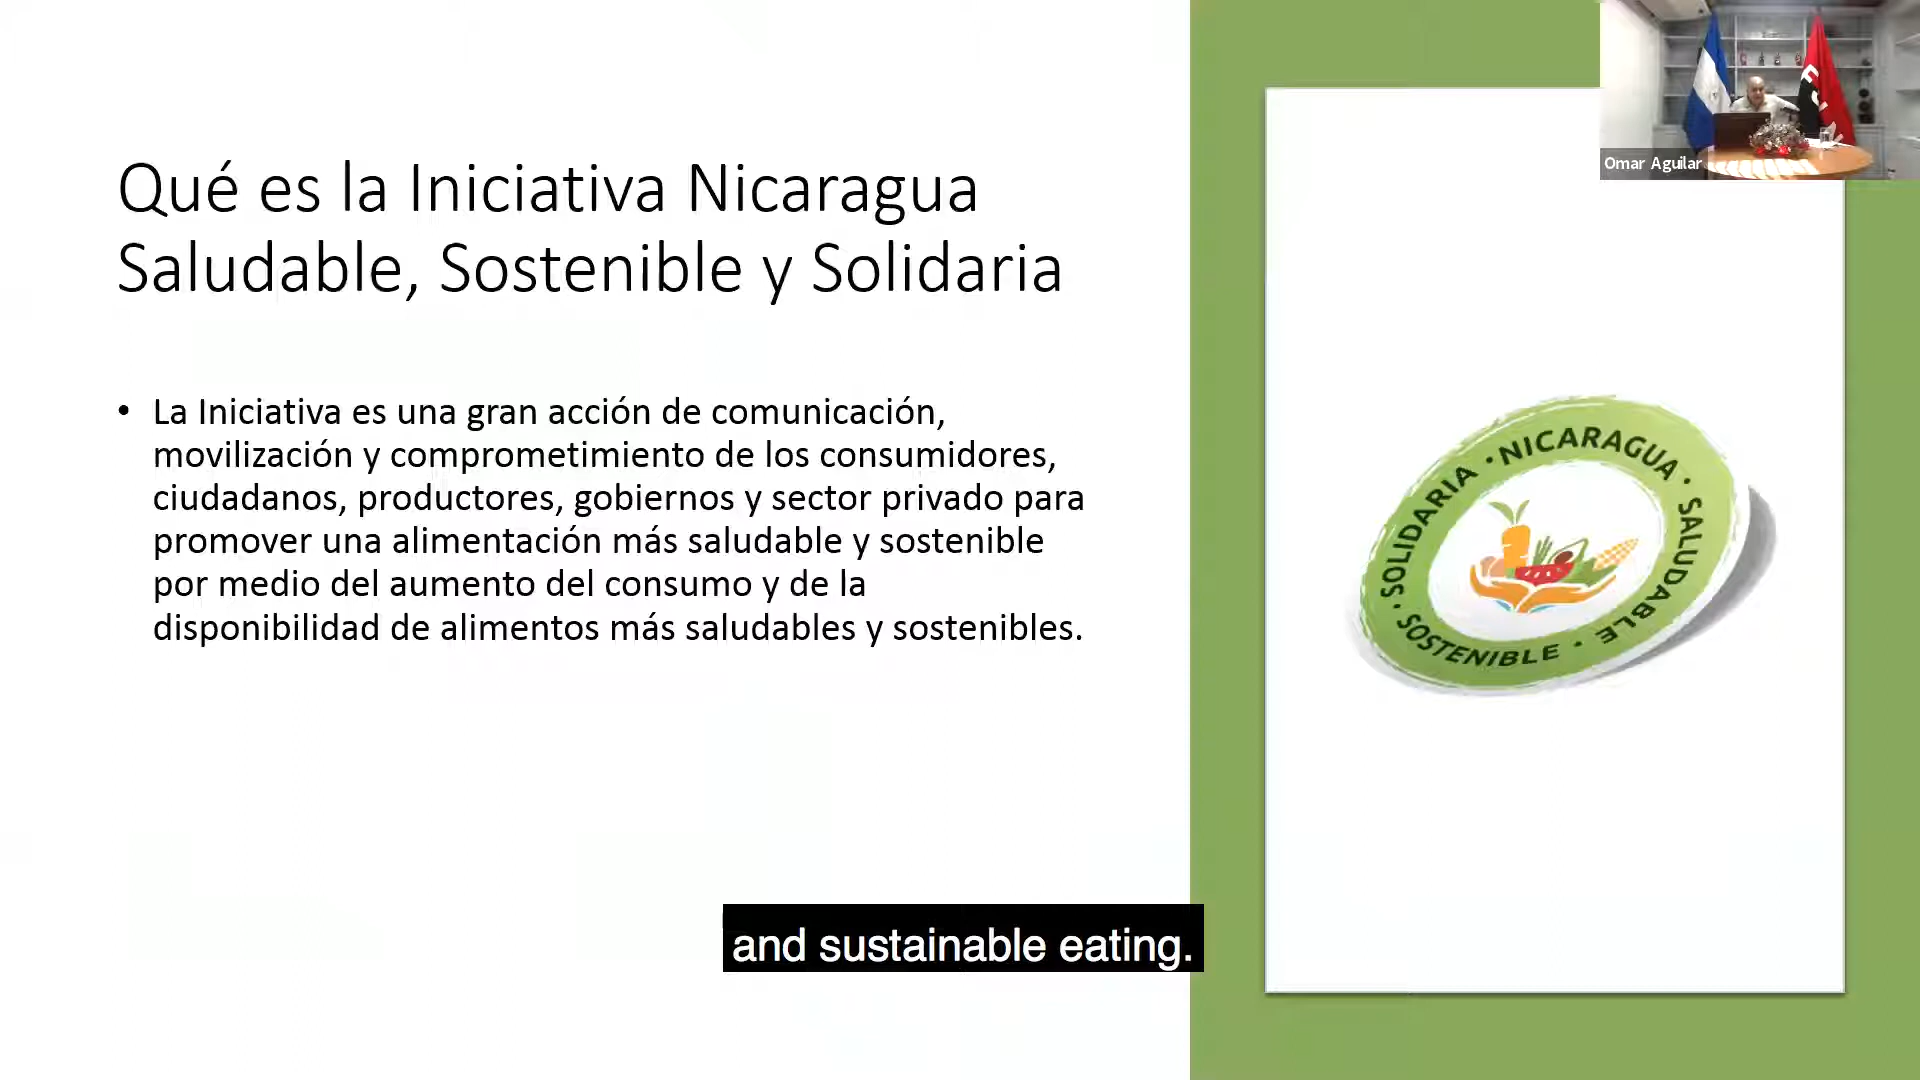 Qué es la Iniciativa Nicaragua
Saludable, Sostenible y Solidaria
• La Iniciativa es una gran acción de comunicación,
movilización y comprometimiento de los consumidores,
ciudadanos, productores, gobiernos y sector privado para
promover una alimentación más saludable y sostenible
por medio del aumento del consumo y de la
disponibilidad de alimentos más saludables y sostenibles.
Omar Aguilar
· NICARAGUA · SALUDABLE · SOSTENIBLE · SOLIDARIA
and sustainable eating.